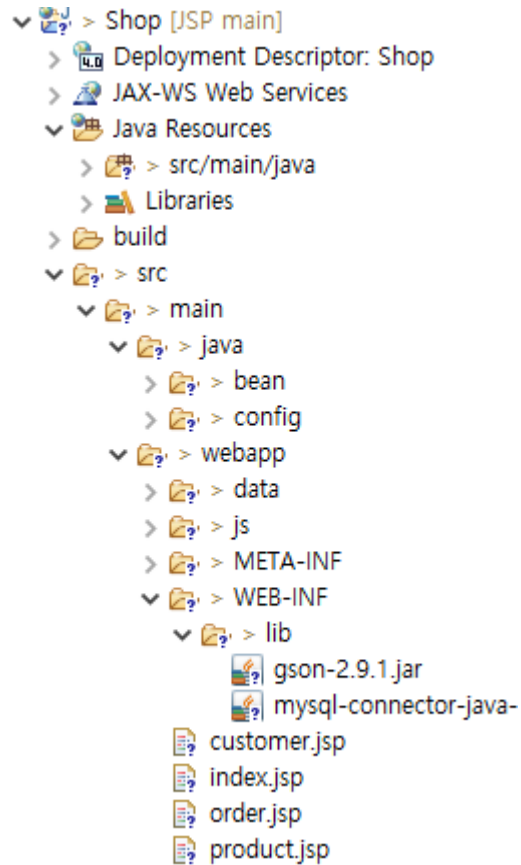 > Shop [JSP main]
Deployment Descriptor: Shop
JAX-WS Web Services
Java Resources
> src/main/java
Libraries
build
> src
> main
> java
> bean
> config
> webapp
> data
> js
> META-INF
> WEB-INF
> lib
gson-2.9.1.jar
mysql-connector-java-
customer.jsp
index.jsp
order.jsp
product.jsp